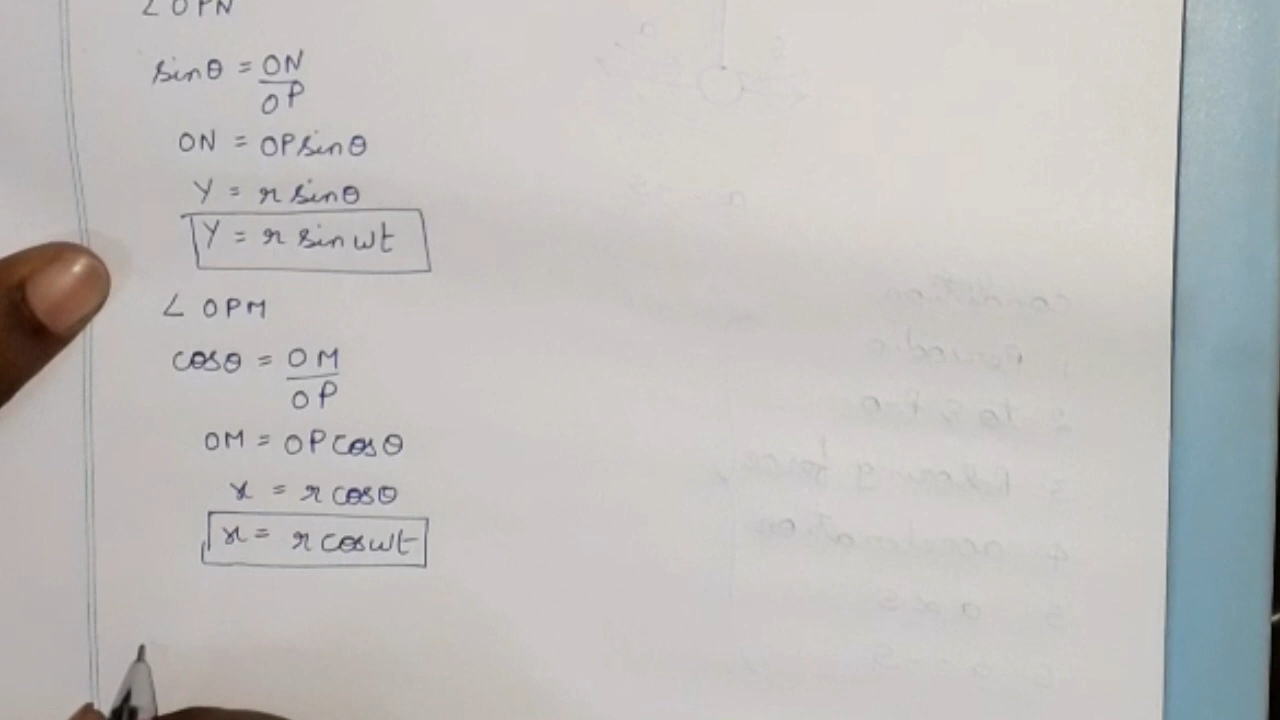 ∠ OPN
sinθ = ON/OP
ON = OP sinθ
Y = r sinθ
Y = r sin ωt
∠ OPM
cosθ = OM/OP
OM = OP cosθ
x = r cosθ
x = r cos ωt